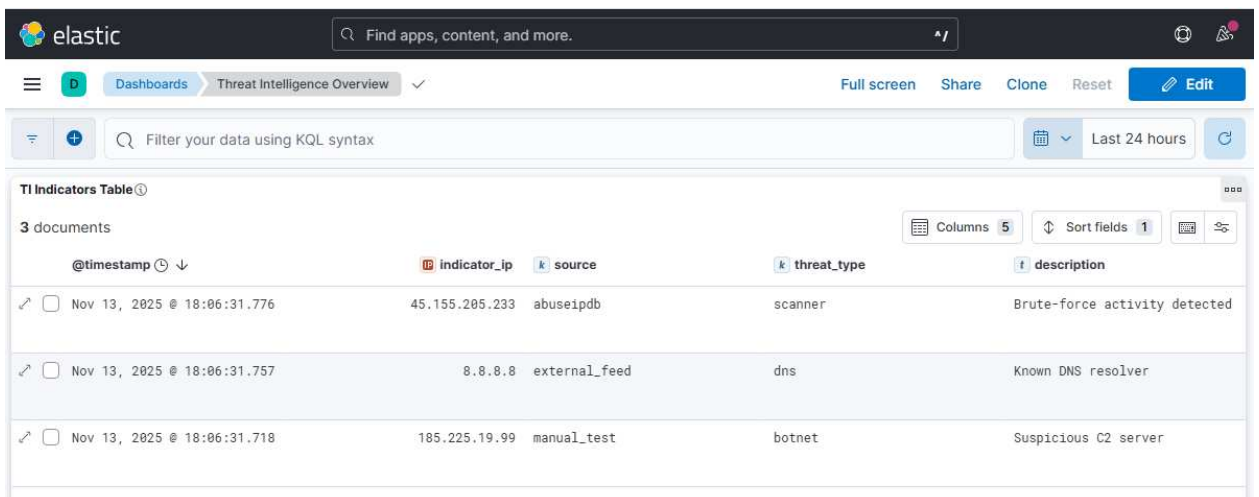 elastic
Find apps, content, and more.
^/
D
Dashboards
Threat Intelligence Overview
Full screen
Share
Clone
Reset
Edit
Filter your data using KQL syntax
Last 24 hours
TI Indicators Table
3 documents
Columns 5
Sort fields 1
@timestamp indicator_ip source threat_type description
Nov 13, 2025 @ 18:06:31.776 45.155.205.233 abuseipdb scanner Brute-force activity detected
Nov 13, 2025 @ 18:06:31.757 8.8.8.8 external_feed dns Known DNS resolver
Nov 13, 2025 @ 18:06:31.718 185.225.19.99 manual_test botnet Suspicious C2 server